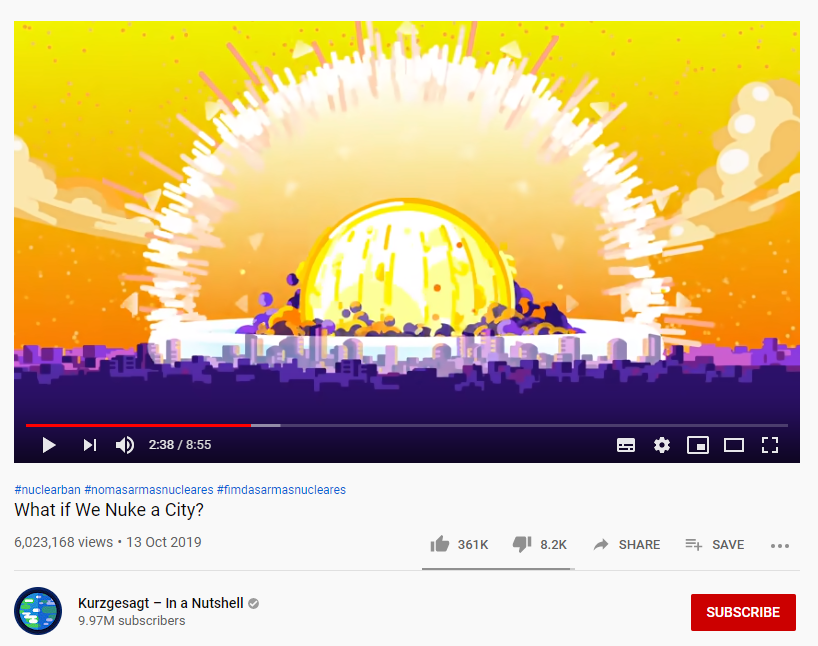 2:38 / 8:55
#nuclearban #nomasarmasnucleares #fimdasarmasnucleares
What if We Nuke a City?
6,023,168 views • 13 Oct 2019
361K 8.2K SHARE SAVE
Kurzgesagt – In a Nutshell
9.97M subscribers
SUBSCRIBE